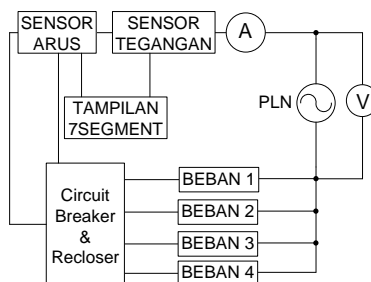 SENSOR
ARUS
SENSOR
TEGANGAN
A
TAMPILAN
7SEGMENT
PLN
V
Circuit
Breaker
&
Recloser
BEBAN 1
BEBAN 2
BEBAN 3
BEBAN 4